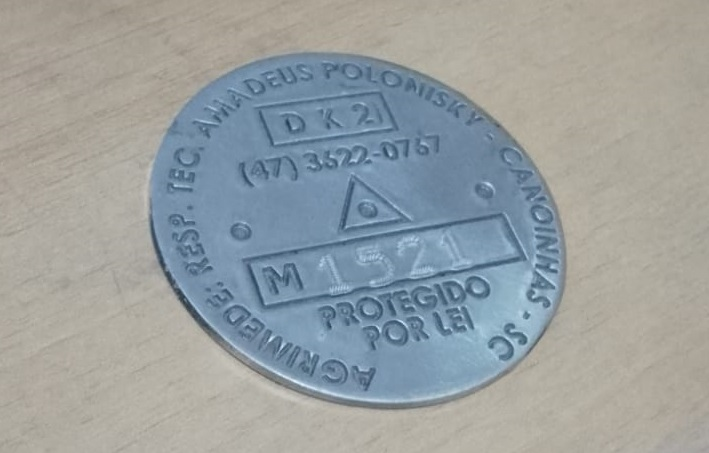 AGRIMEDE: RESP. TEC. AMADEUS POLONISKY - CANOINHAS - SC
DK2
(47) 3622-0767
M 1521
PROTEGIDO
POR LEI